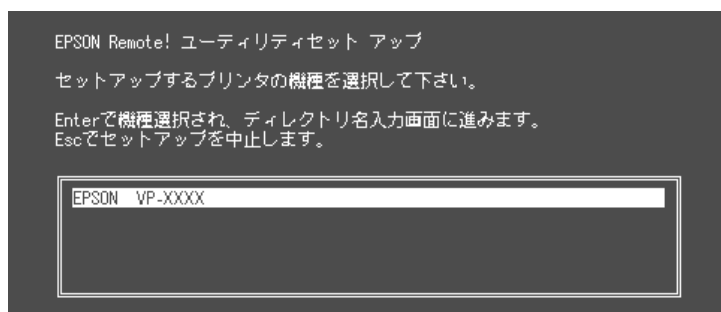 EPSON Remote! ユーティリティセット アップ
セットアップするプリンタの機種を選択して下さい。
Enterで機種選択され、ディレクトリ名入力画面に進みます。
Escでセットアップを中止します。
EPSON VP-XXXX